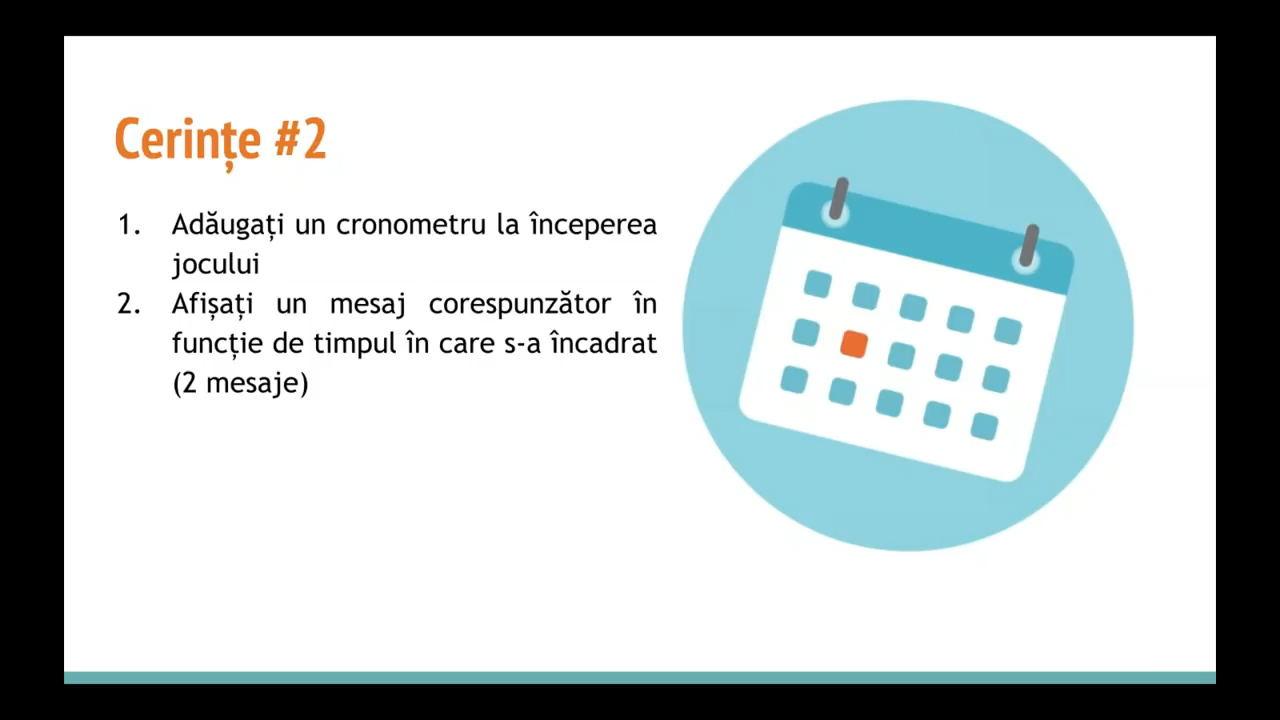 Cerințe #2
1. Adăugați un cronometru la începerea
jocului
2. Afișați un mesaj corespunzător în
funcție de timpul în care s-a încadrat
(2 mesaje)